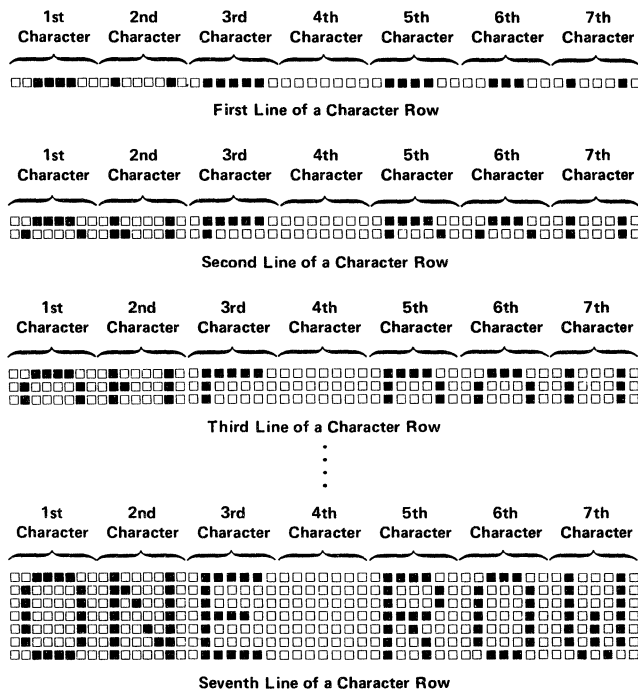 1st 2nd 3rd 4th 5th 6th 7th
Character Character Character Character Character Character Character
First Line of a Character Row
1st 2nd 3rd 4th 5th 6th 7th
Character Character Character Character Character Character Character
Second Line of a Character Row
1st 2nd 3rd 4th 5th 6th 7th
Character Character Character Character Character Character Character
Third Line of a Character Row
1st 2nd 3rd 4th 5th 6th 7th
Character Character Character Character Character Character Character
Seventh Line of a Character Row